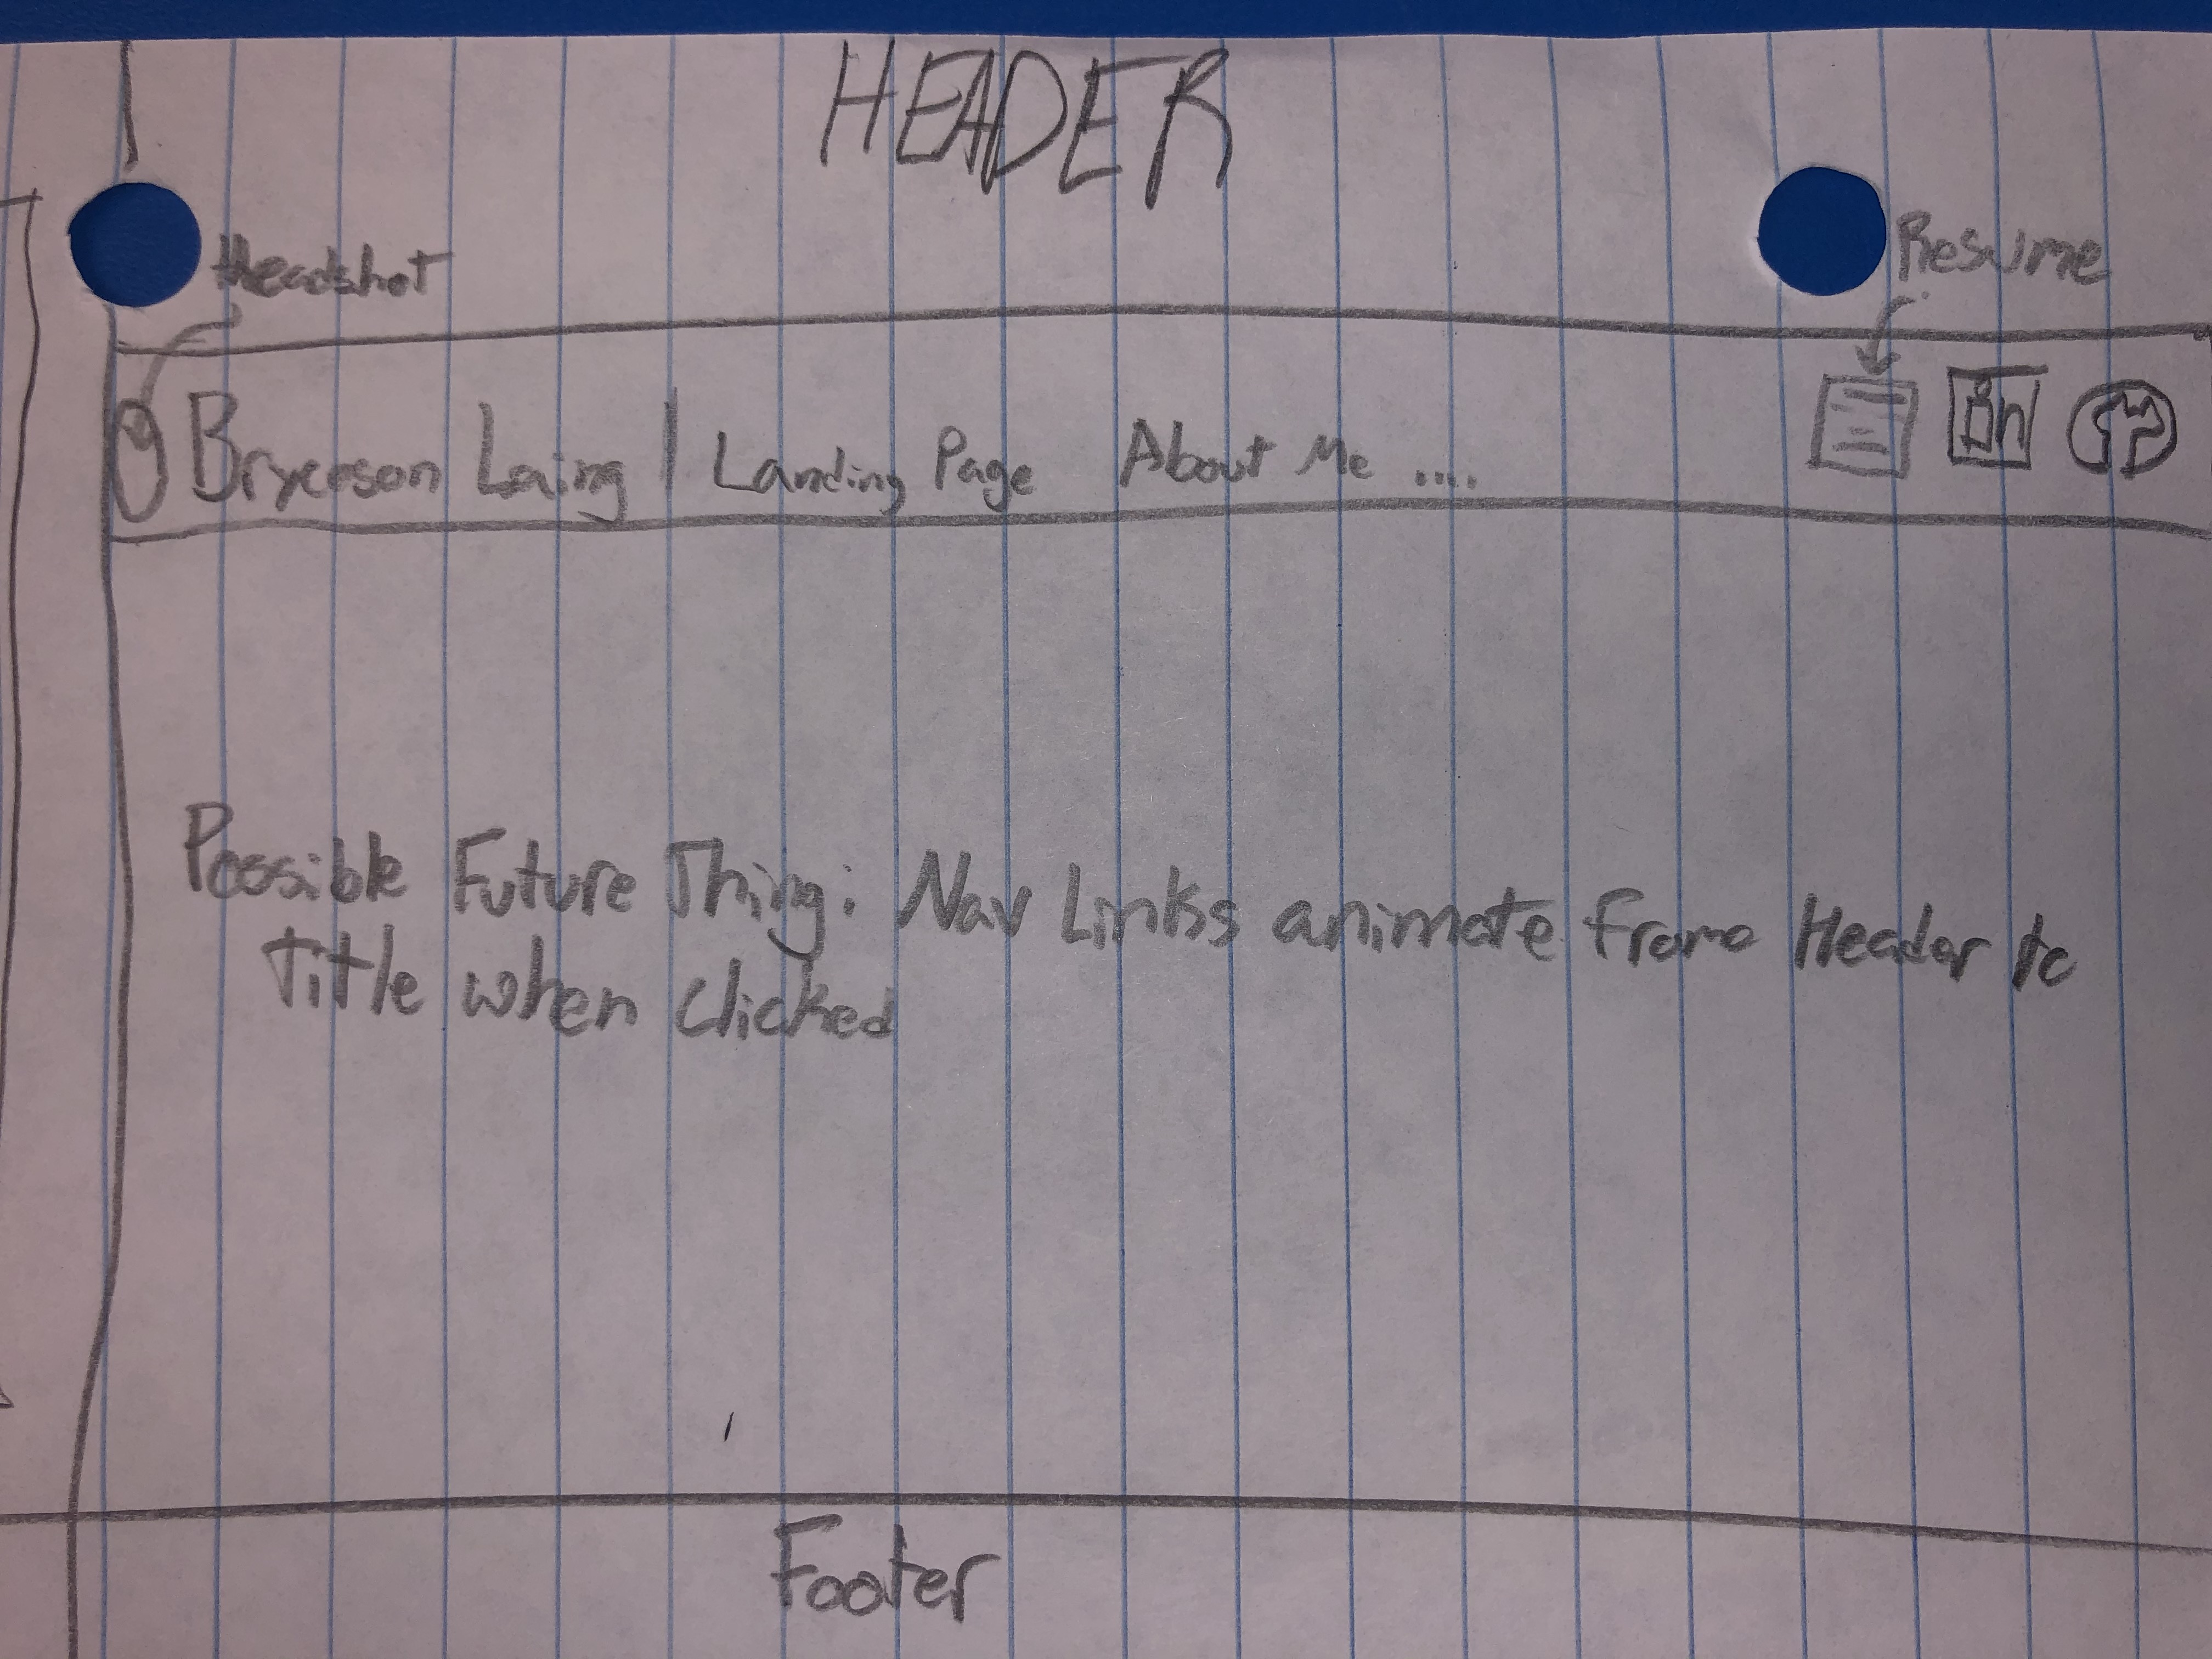 HEADER
Headshot
Resume
Bryceson Laing | Landing Page About Me ....
in
Possible Future Thing: Nav Links animate from Header to
Title when clicked
Footer